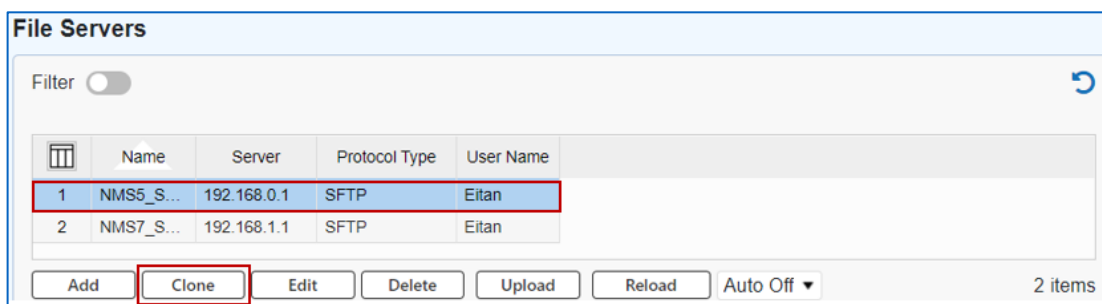 File Servers
Filter
Name Server Protocol Type User Name
1 NMS5_S... 192.168.0.1 SFTP Eitan
2 NMS7_S... 192.168.1.1 SFTP Eitan
Add Clone Edit Delete Upload Reload Auto Off 2 items